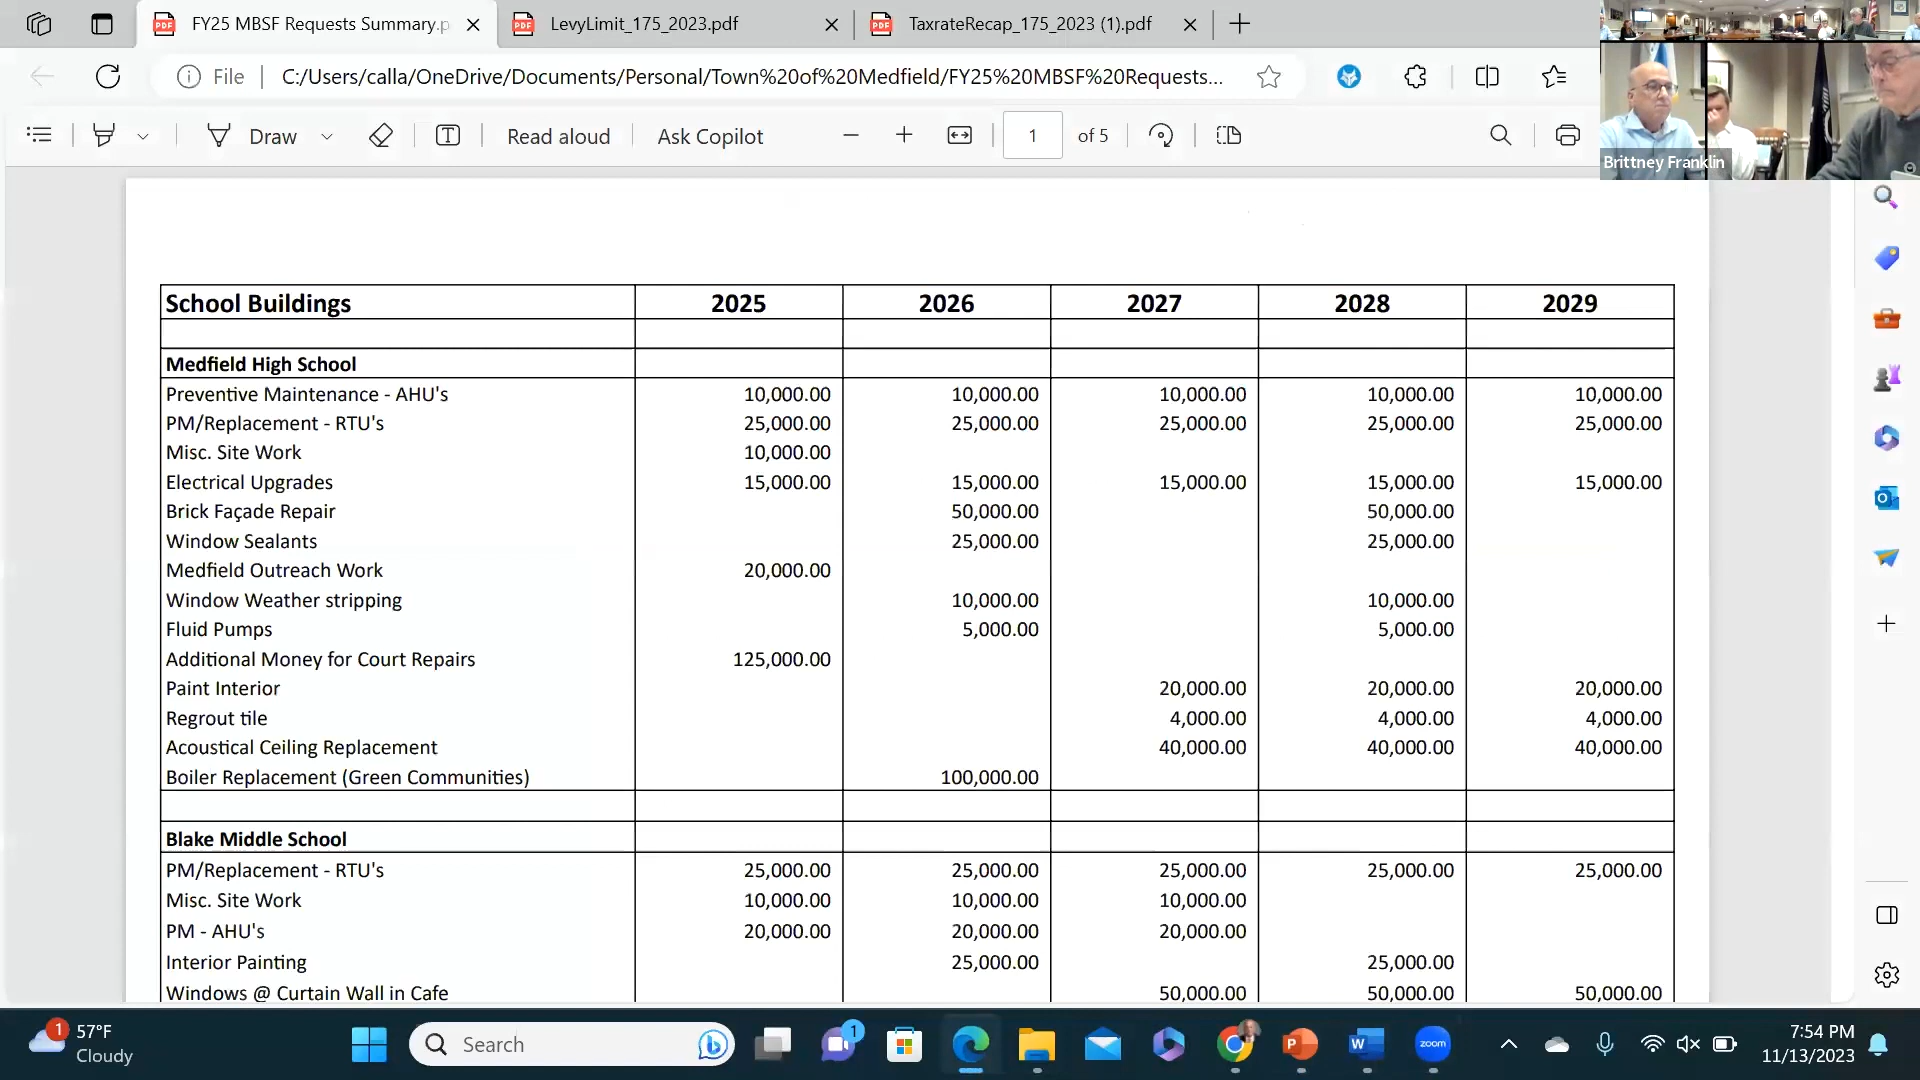 FY25 MBSF Requests Summary.p
LevyLimit_175_2023.pdf
TaxrateRecap_175_2023 (1).pdf
File C:/Users/calla/OneDrive/Documents/Personal/Town%20of%20Medfield/FY25%20MBSF%20Requests...
Draw Read aloud Ask Copilot 1 of 5
Brittney Franklin
School Buildings 2025 2026 2027 2028 2029
Medfield High School
Preventive Maintenance - AHU's 10,000.00 10,000.00 10,000.00 10,000.00 10,000.00
PM/Replacement - RTU's 25,000.00 25,000.00 25,000.00 25,000.00 25,000.00
Misc. Site Work 10,000.00
Electrical Upgrades 15,000.00 15,000.00 15,000.00 15,000.00 15,000.00
Brick Façade Repair 50,000.00 50,000.00
Window Sealants 25,000.00 25,000.00
Medfield Outreach Work 20,000.00
Window Weather stripping 10,000.00 10,000.00
Fluid Pumps 5,000.00 5,000.00
Additional Money for Court Repairs 125,000.00
Paint Interior 20,000.00 20,000.00 20,000.00
Regrout tile 4,000.00 4,000.00 4,000.00
Acoustical Ceiling Replacement 40,000.00 40,000.00 40,000.00
Boiler Replacement (Green Communities) 100,000.00
Blake Middle School
PM/Replacement - RTU's 25,000.00 25,000.00 25,000.00 25,000.00 25,000.00
Misc. Site Work 10,000.00 10,000.00 10,000.00
PM - AHU's 20,000.00 20,000.00 20,000.00
Interior Painting 25,000.00 25,000.00
Windows @ Curtain Wall in Cafe 50,000.00 50,000.00 50,000.00
1 57°F
Cloudy
Search
1
zoom
7:54 PM
11/13/2023